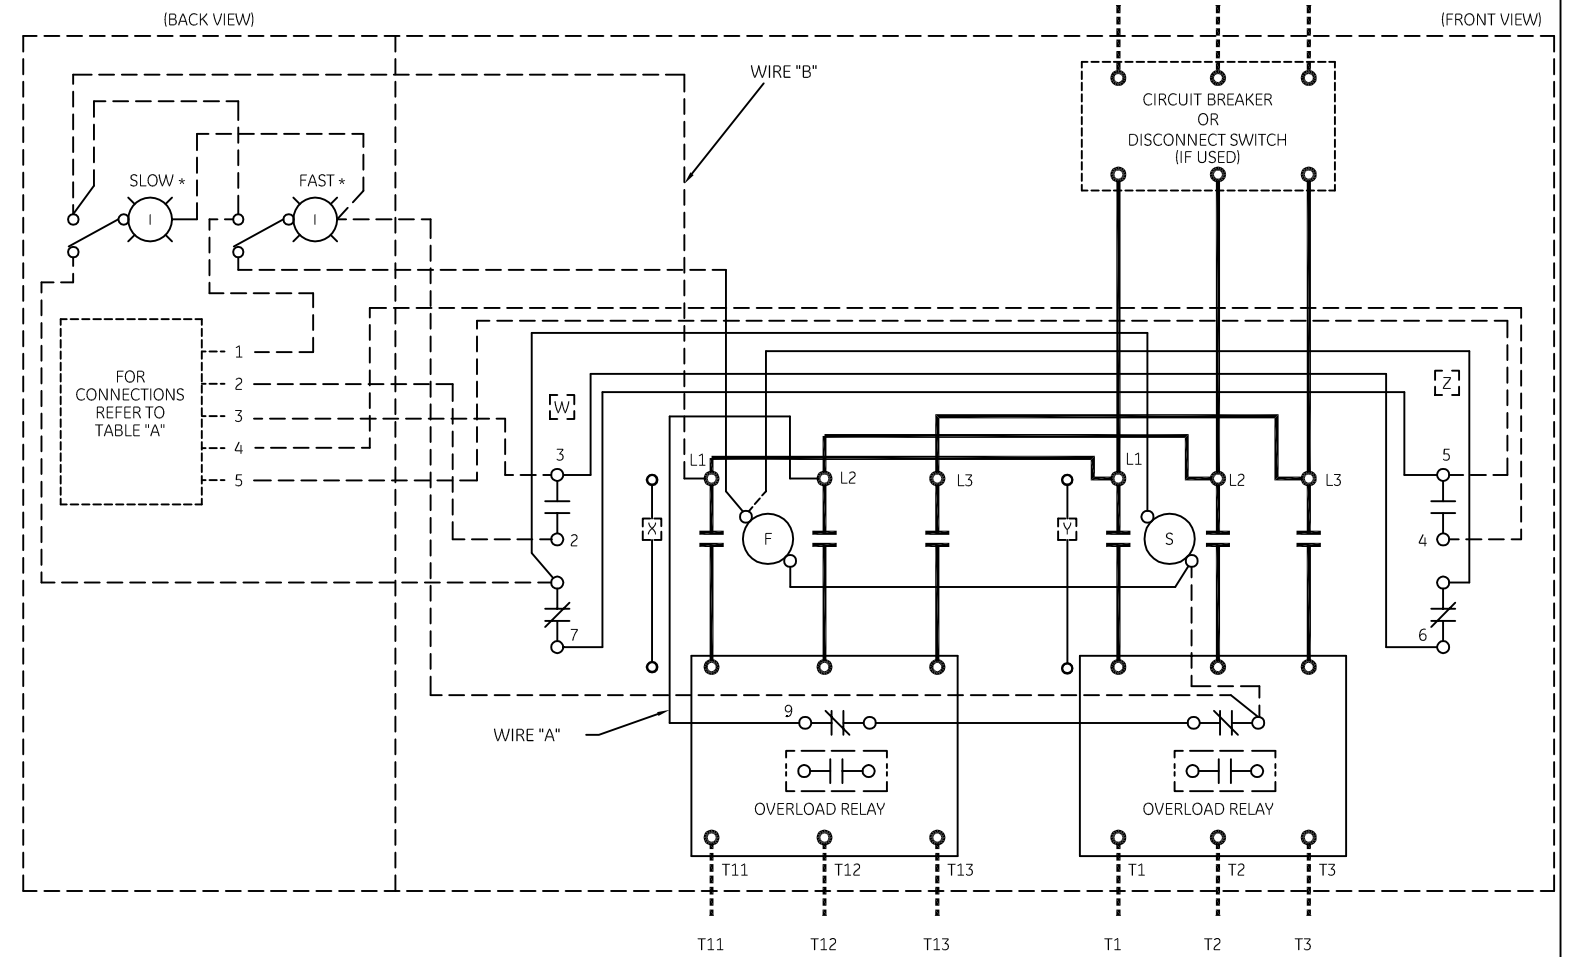 (BACK VIEW)
(FRONT VIEW)
WIRE "B"
CIRCUIT BREAKER
OR
DISCONNECT SWITCH
(IF USED)
SLOW *
FAST *
I
I
FOR
CONNECTIONS
REFER TO
TABLE "A"
1
2
3
4
5
W
Z
3
5
L1
L2
L3
L1
L2
L3
X
F
Y
S
2
4
7
6
9
WIRE "A"
OVERLOAD RELAY
OVERLOAD RELAY
T11
T12
T13
T1
T2
T3
T11
T12
T13
T1
T2
T3